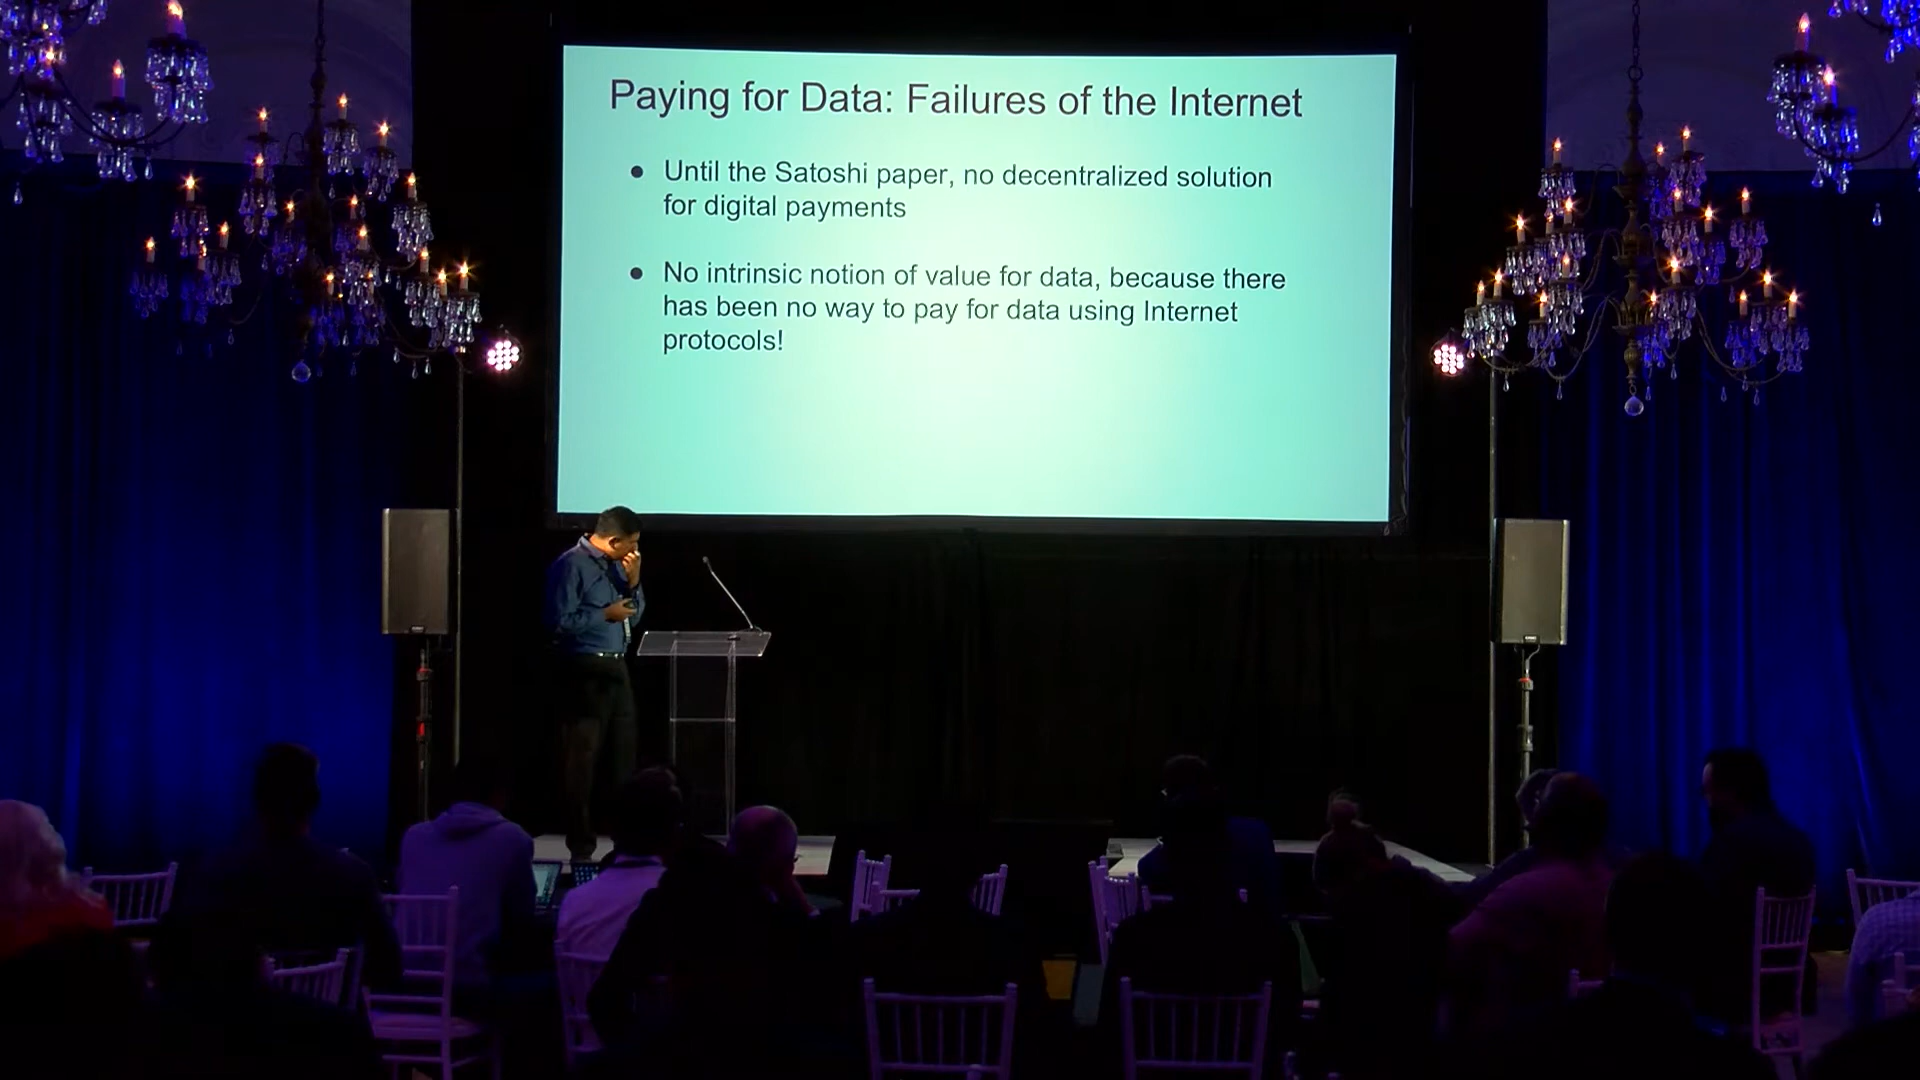 Paying for Data: Failures of the Internet
● Until the Satoshi paper, no decentralized solution
for digital payments
● No intrinsic notion of value for data, because there
has been no way to pay for data using Internet
protocols!